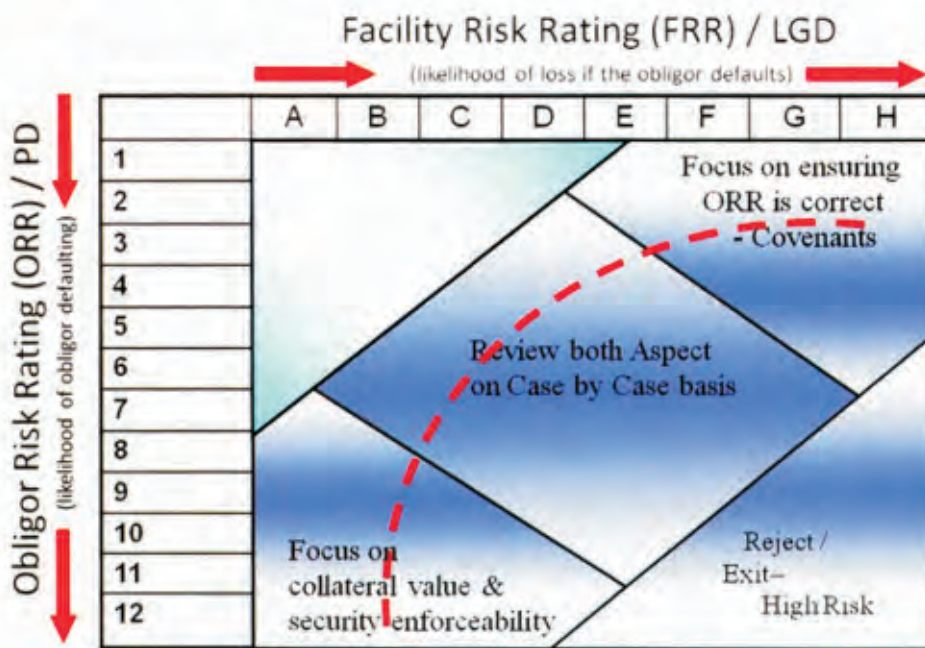 Facility Risk Rating (FRR) / LGD
(likelihood of loss if the obligor defaults)
Obligor Risk Rating (ORR) / PD
(likelihood of obligor defaulting)
A B C D E F G H
1
2
3
4
5
6
7
8
9
10
11
12
Focus on ensuring
ORR is correct
- Covenants
Review both Aspect
on Case by Case basis
Focus on
collateral value &
security enforceability
Reject /
Exit–
High Risk